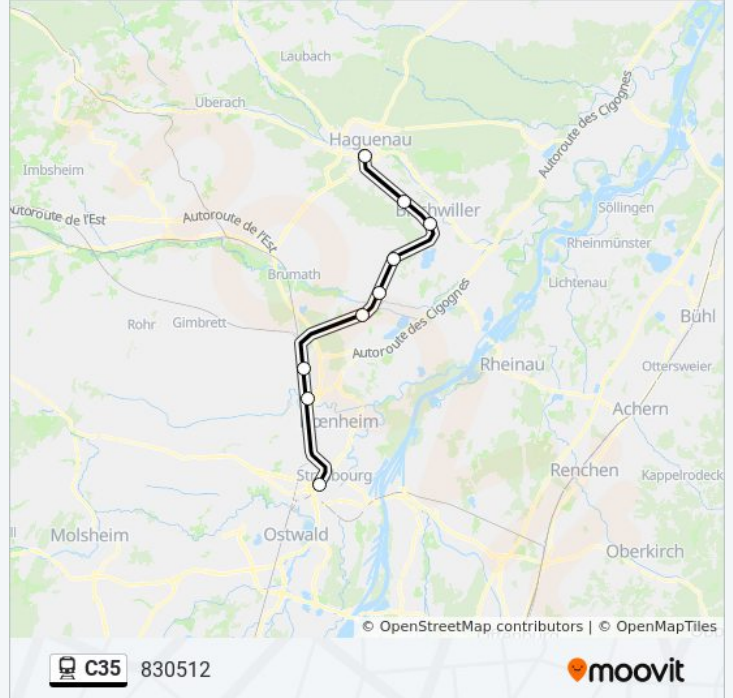 Laubach
Uberach
Haguenau
Autoroute des Cigognes
Imbsheim
Autoroute de l'Est
Autoroute de l'Est
Söllingen
Rheinmünster
Brumath
Lichtenau
Rohr
Gimbrett
Bühl
Autoroute des Cigognes
Rheinau
Ottersweier
Achern
Renchen
Kappelrodeck
Molsheim
Ostwald
Oberkirch
© OpenStreetMap contributors | © OpenMapTiles
C35 830512
moovit